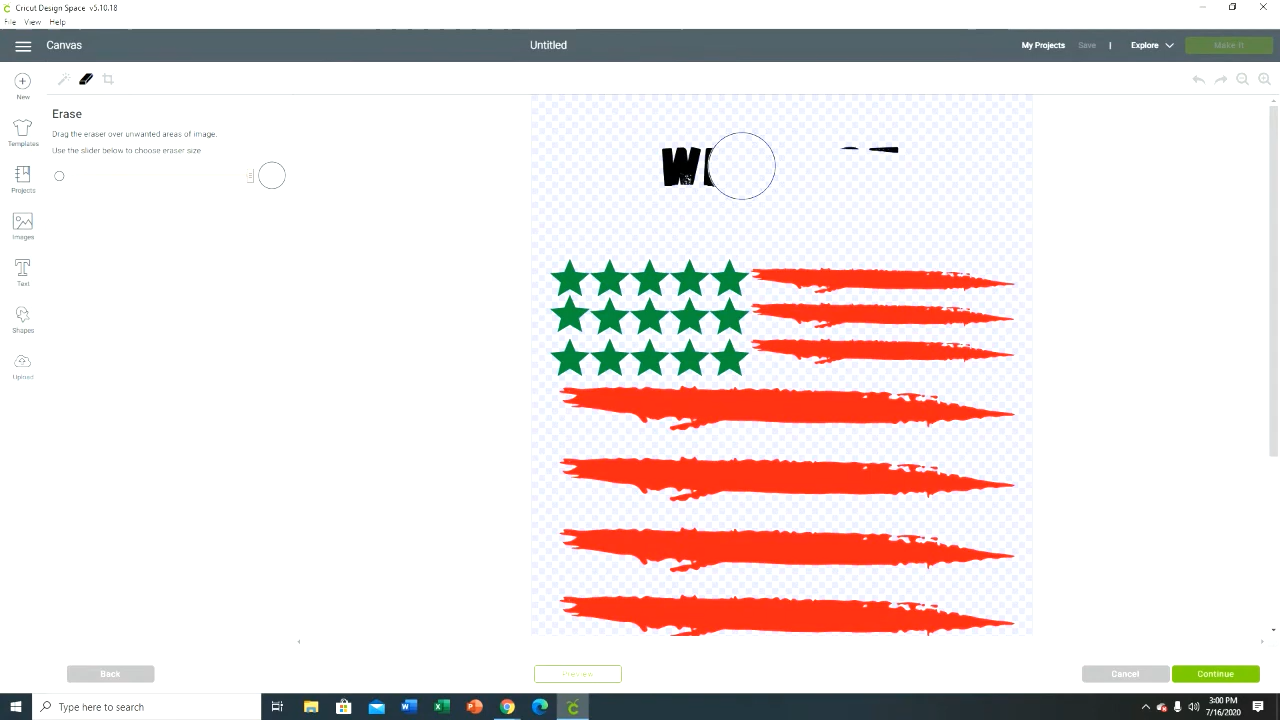 Cricut Design Space v5.10.18
File View Help
Canvas Untitled My Projects Save | Explore Make It
New
Templates
Projects
Images
Text
Shapes
Upload
Erase
Drag the eraser over unwanted areas of image.
Use the slider below to choose eraser size
W
Back Cancel Continue
Type here to search
3:00 PM
7/16/2020